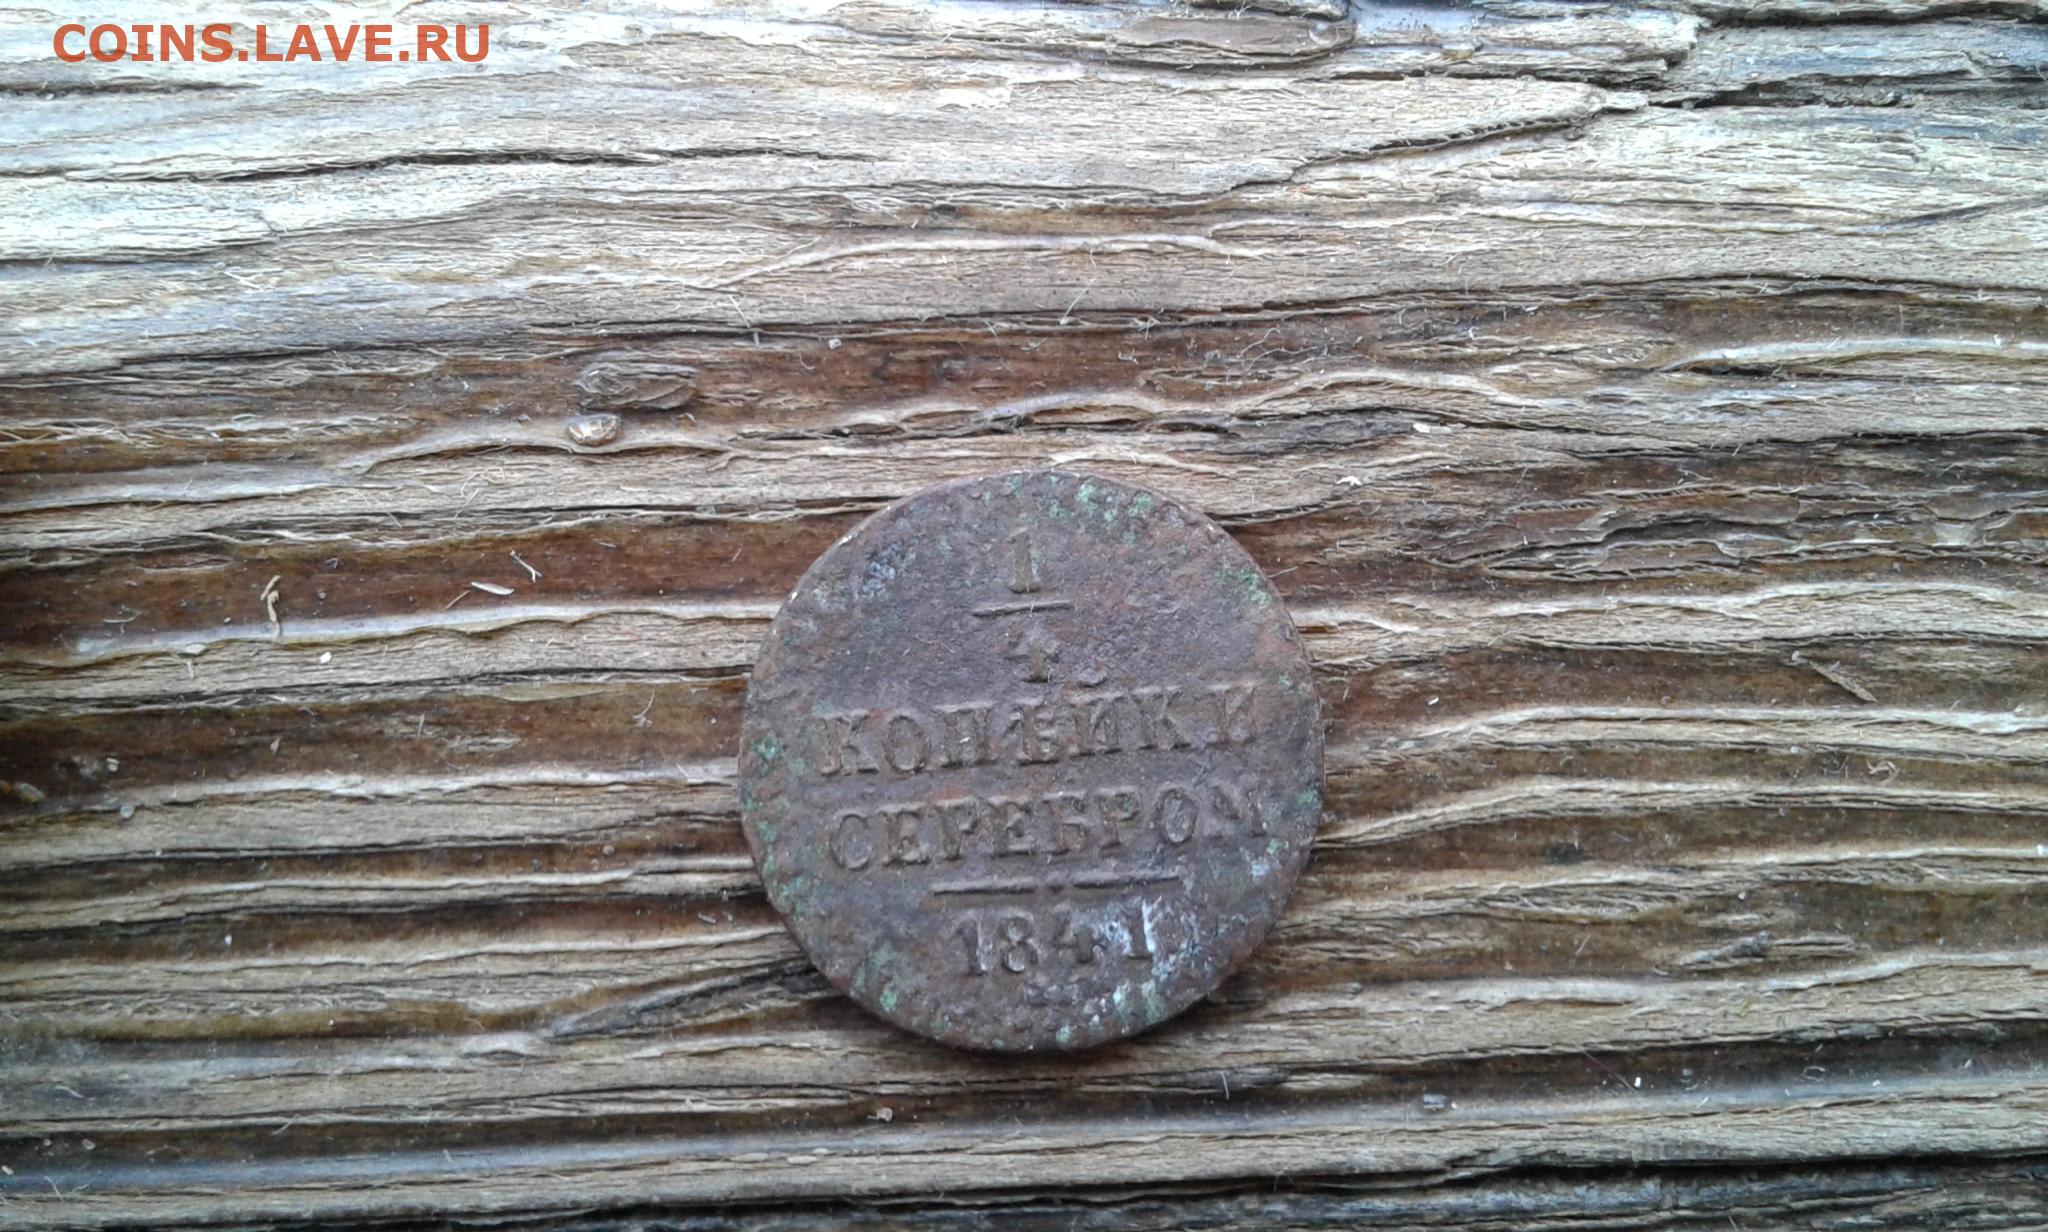 COINS.LAVE.RU
1
4
КОПѢЙКИ
СЕРЕБРОМ
1841